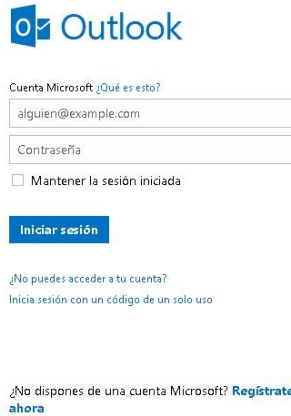 Outlook
Cuenta Microsoft ¿Qué es esto?
alguien@example.com
Contraseña
Mantener la sesión iniciada
Iniciar sesión
¿No puedes acceder a tu cuenta?
Inicia sesión con un código de un solo uso
¿No dispones de una cuenta Microsoft? Regístrate
ahora